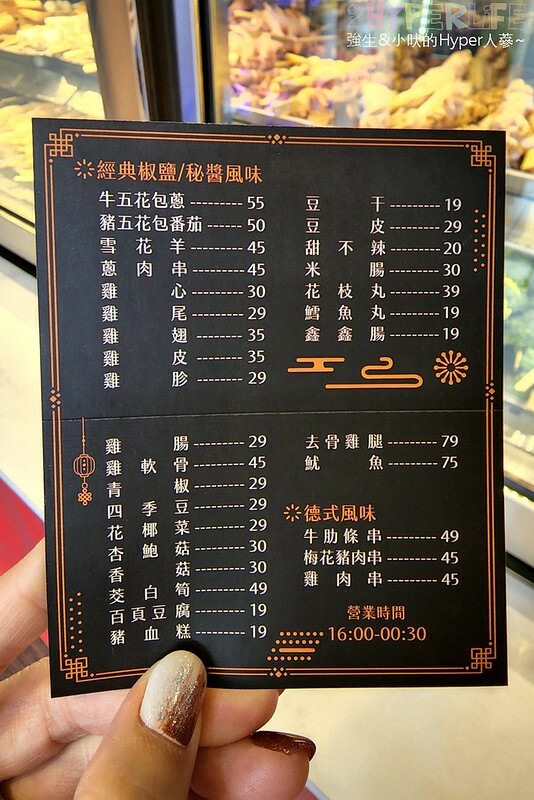 2HYPERLIFE
強生&小吠的Hyper人蔘~
經典椒鹽/秘醬風味
牛五花包蔥 --------- 55
豬五花包番茄 ------ 50
雪花羊 --------- 45
蔥肉串 --------- 45
雞心 --------- 30
雞尾 --------- 29
雞翅 --------- 35
雞皮 --------- 35
雞胗 --------- 29
豆干 --------- 19
豆皮 --------- 29
甜不辣 --------- 20
米腸 --------- 30
花枝丸 --------- 39
鱈魚丸 --------- 19
鑫鑫腸 --------- 19
雞腸 --------- 29
雞軟骨 --------- 45
青椒 --------- 29
四季豆 --------- 29
花椰菜 --------- 29
杏鮑菇 --------- 30
香菇 --------- 30
茭白筍 --------- 49
百頁豆腐 --------- 19
豬血糕 --------- 19
去骨雞腿 --------- 79
魷魚 --------- 75
德式風味
牛肋條串 --------- 49
梅花豬肉串 --------- 45
雞肉串 --------- 45
營業時間
16:00-00:30